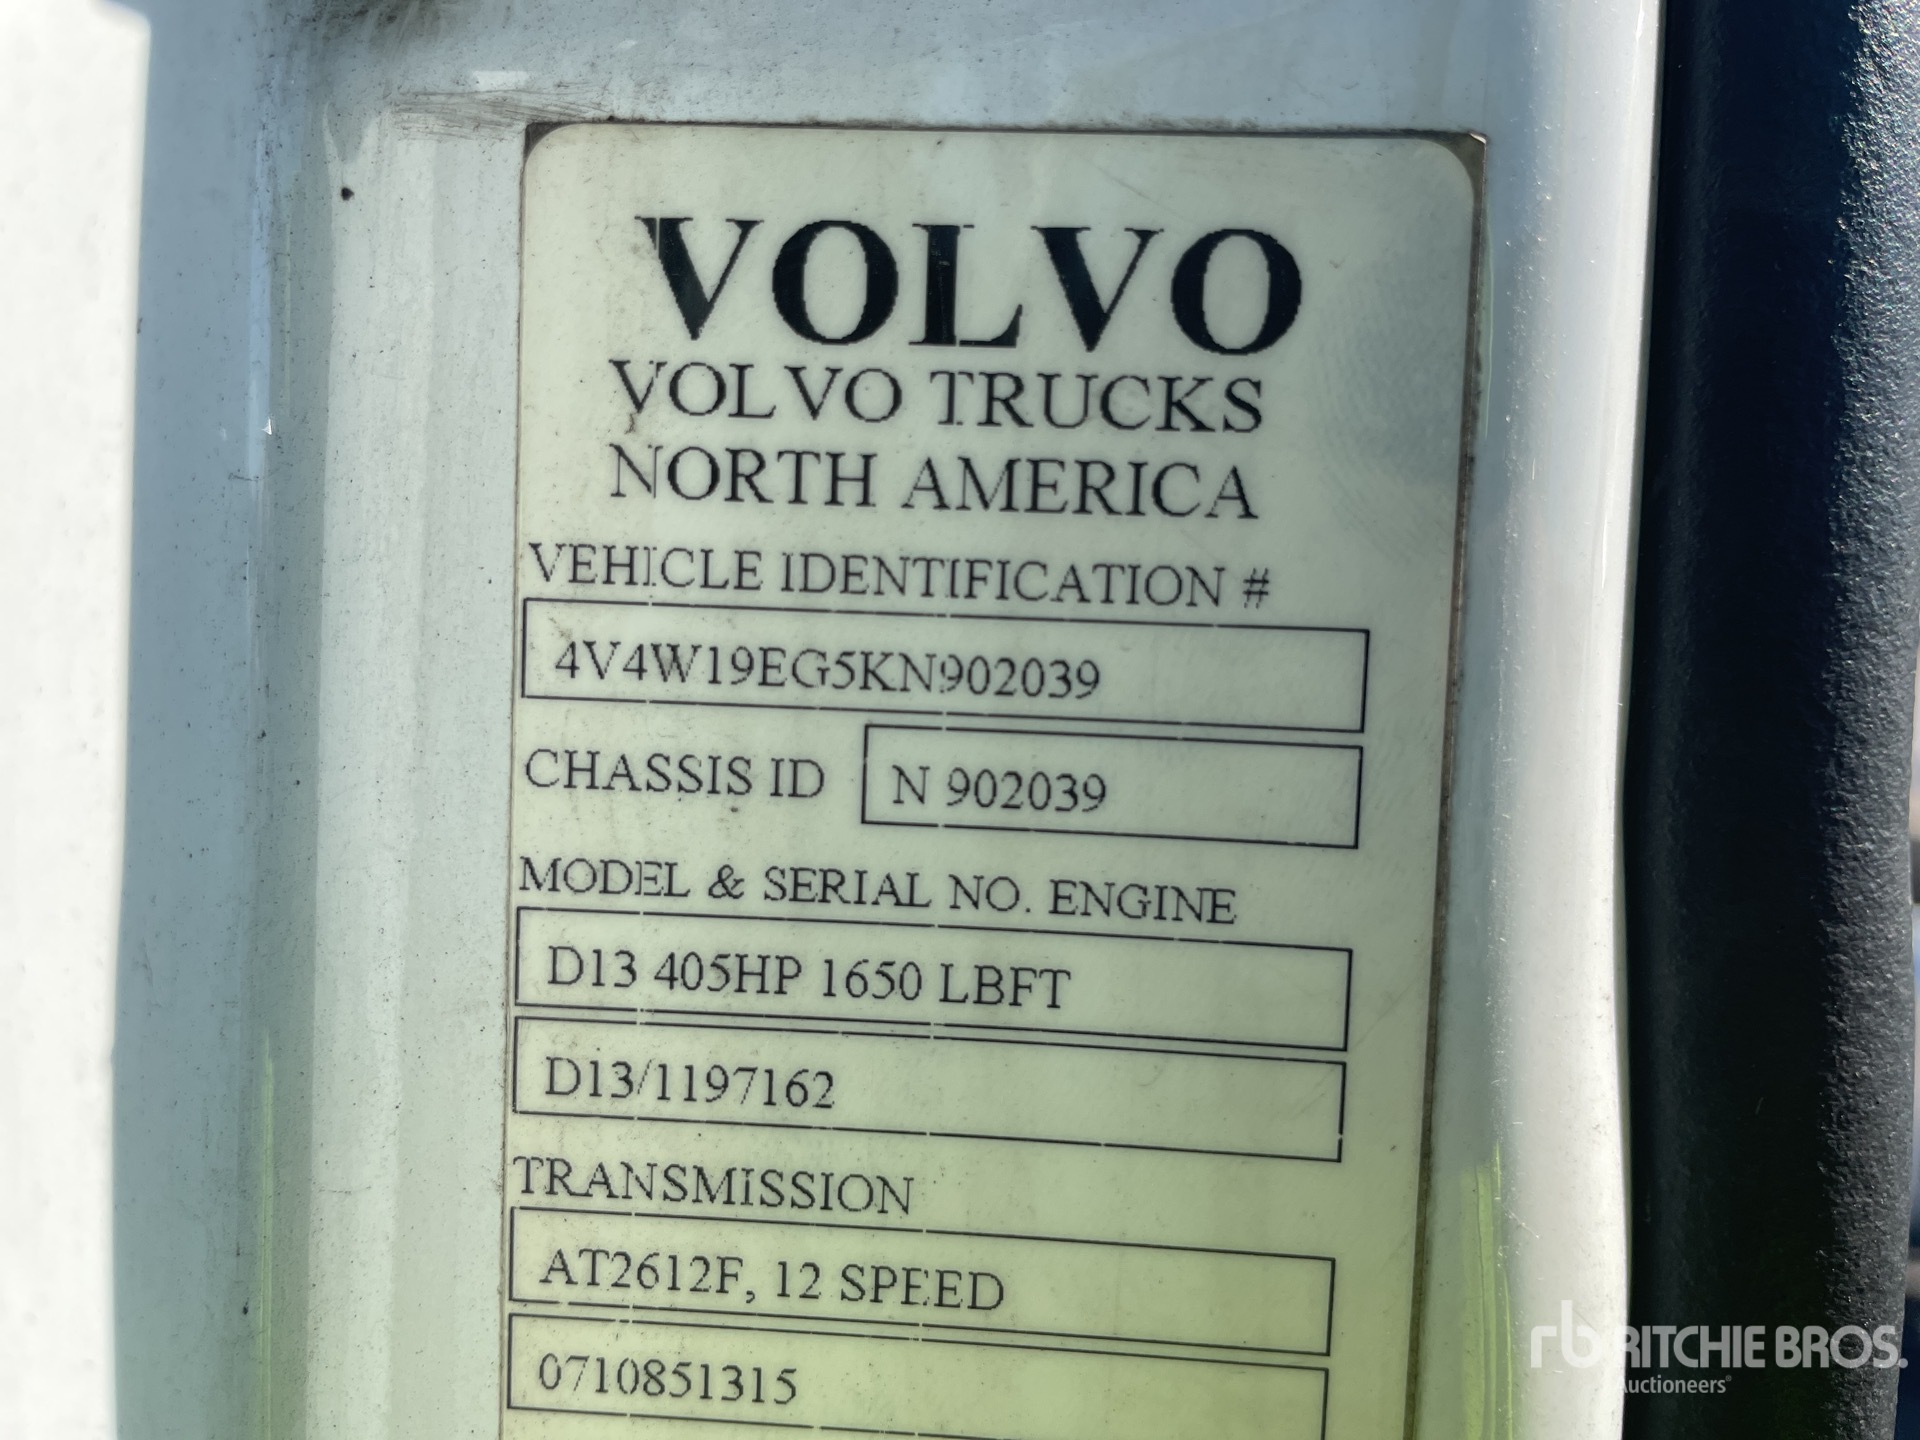 VOLVO
VOLVO TRUCKS
NORTH AMERICA
VEHICLE IDENTIFICATION #
4V4W19EG5KN902039
CHASSIS ID N 902039
MODEL & SERIAL NO. ENGINE
D13 405HP 1650 LBFT
D13/1197162
TRANSMISSION
AT2612F, 12 SPEED
0710851315
rb RITCHIE BROS.
Auctioneers®